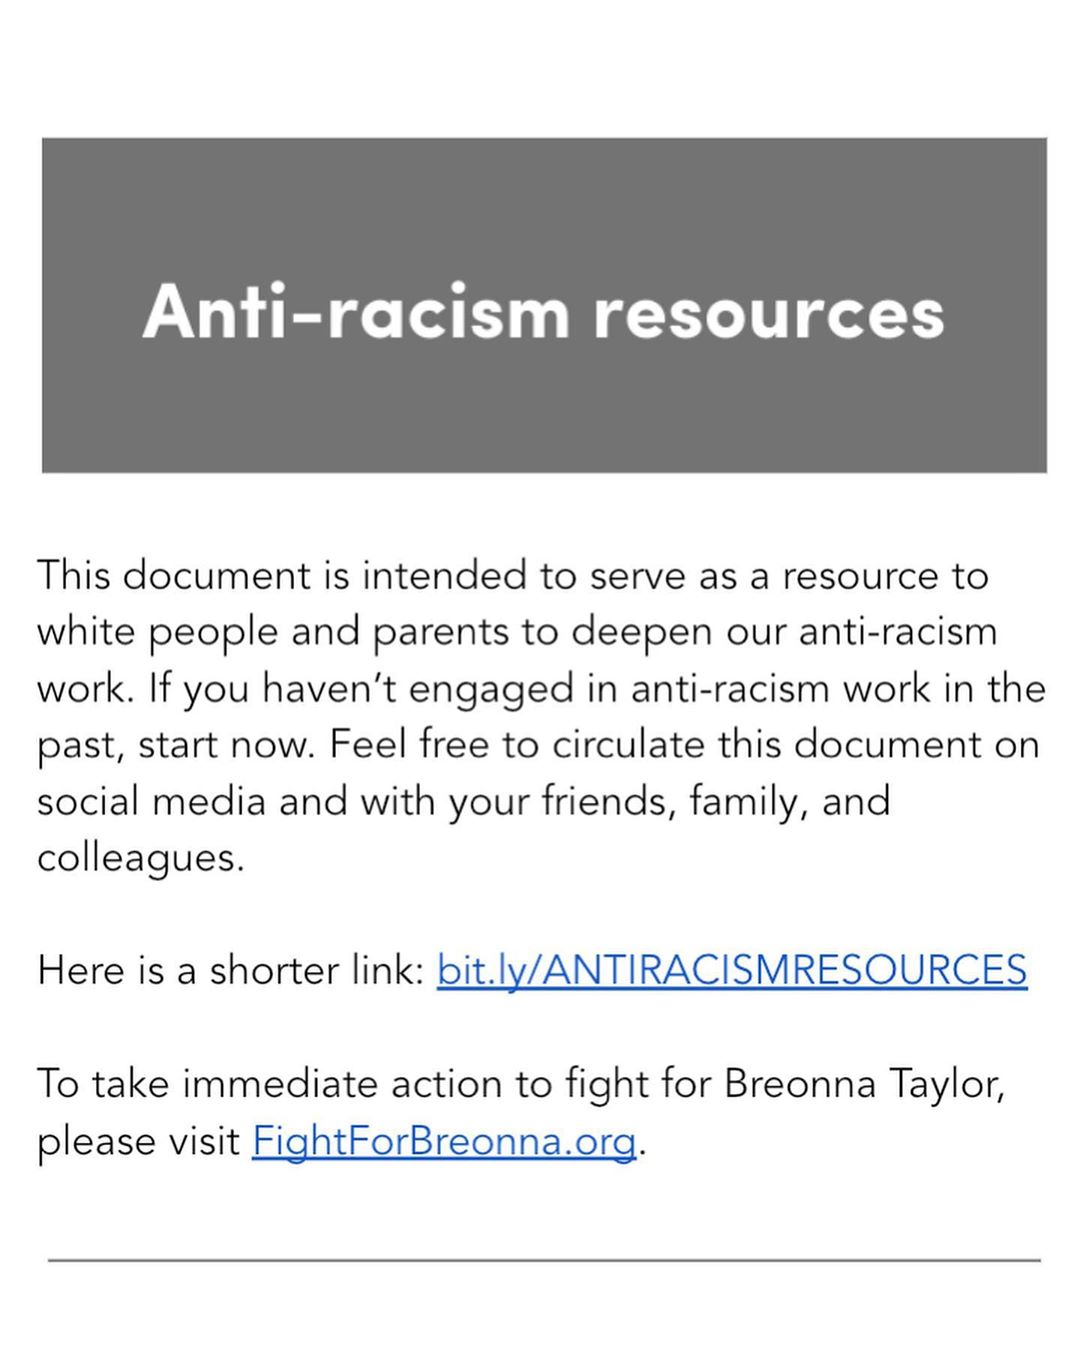 Anti-racism resources
This document is intended to serve as a resource to
white people and parents to deepen our anti-racism
work. If you haven’t engaged in anti-racism work in the
past, start now. Feel free to circulate this document on
social media and with your friends, family, and
colleagues.
Here is a shorter link: bit.ly/ANTIRACISMRESOURCES
To take immediate action to fight for Breonna Taylor,
please visit FightForBreonna.org.